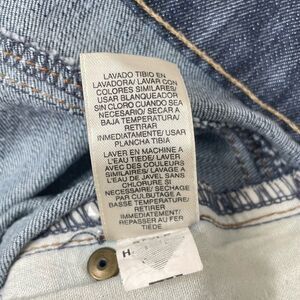 LAVADO TIBIO EN
LAVADORA/ LAVAR CON
COLORES SIMILARES/
USAR BLANQUEADOR
SIN CLORO CUANDO SEA
NECESARIO/ SECAR A
BAJA TEMPERATURA/
RETIRAR
INMEDIATAMENTE/ USAR
PLANCHA TIBIA
LAVER EN MACHINE A
L'EAU TIEDE/ LAVER
AVEC DES COULEURS
SIMILAIRES/ LAVAGE A
L'EAU DE JAVEL SANS
CHLORE SI
NECESSAIRE/ SECHAGE
PAR CULBUTAGE A
BASSE TEMPERATURE/
RETIRER
IMMEDIATEMENT/
REPASSER AU FER
TIEDE